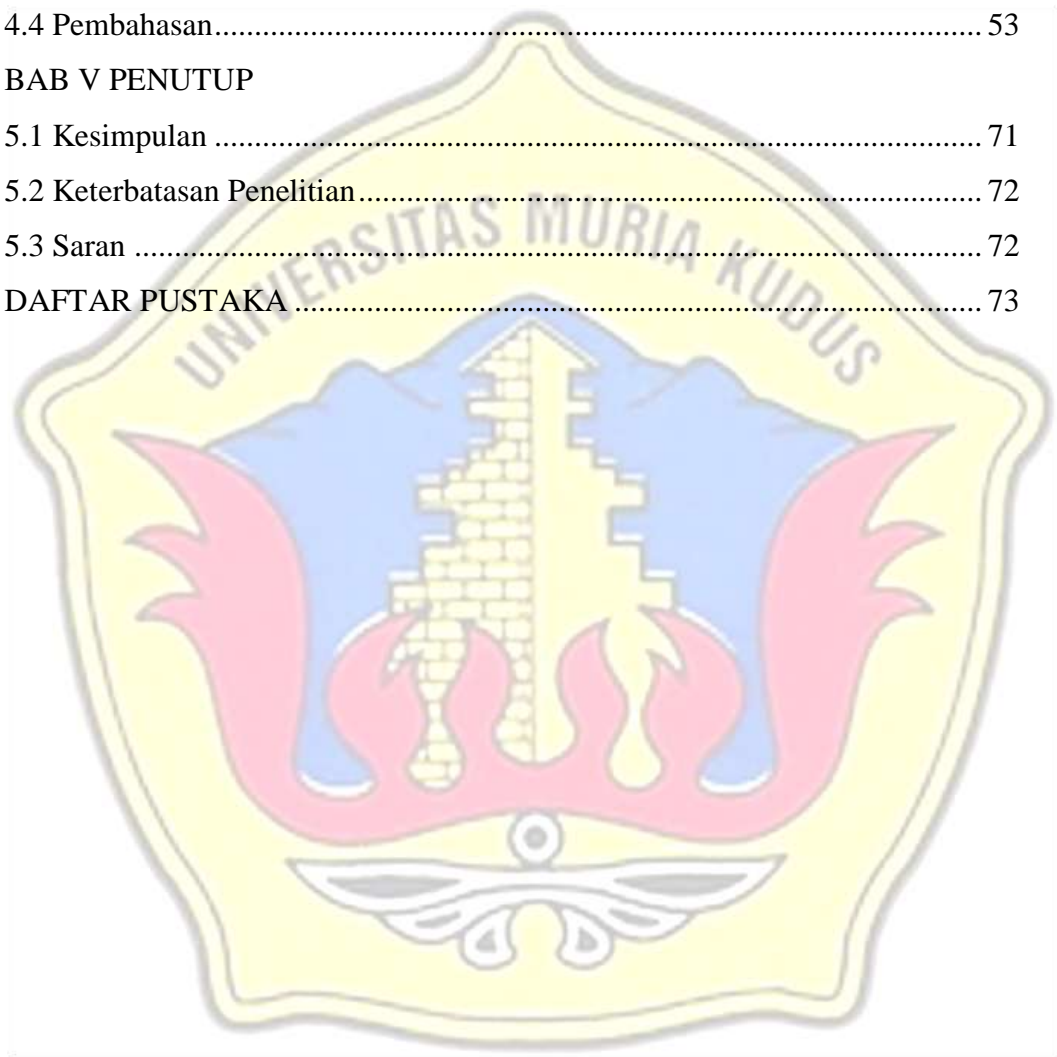 4.4 Pembahasan................................................................................................ 53
BAB V PENUTUP
5.1 Kesimpulan ................................................................................................ 71
5.2 Keterbatasan Penelitian.............................................................................. 72
5.3 Saran ......................................................................................................... 72
DAFTAR PUSTAKA ...................................................................................... 73
UNIVERSITAS MURIA KUDUS